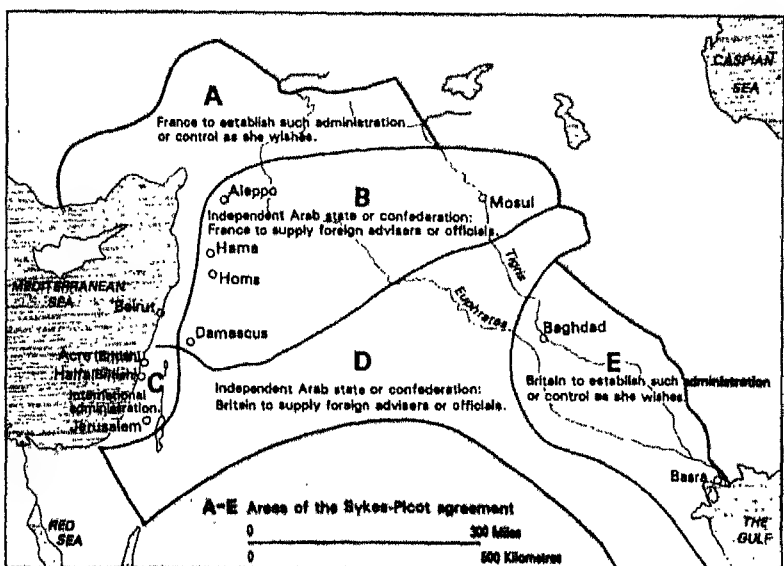 CASPIAN
SEA
A
France to establish such administration
or control as she wishes.
Aleppo
B
Mosul
Independent Arab state or confederation:
France to supply foreign advisers or officials.
Hama
Homs
Tigris
MEDITERRANEAN
SEA
Beirut
Euphrates
Damascus
Baghdad
Acre (British)
Haifa (British)
C
D
E
International
administration.
Independent Arab state or confederation:
Britain to supply foreign advisers or officials.
Britain to establish such administration
or control as she wishes.
Jerusalem
Basra
A-E Areas of the Sykes-Picot agreement
0 300 Miles
0 500 Kilometres
RED
SEA
THE
GULF